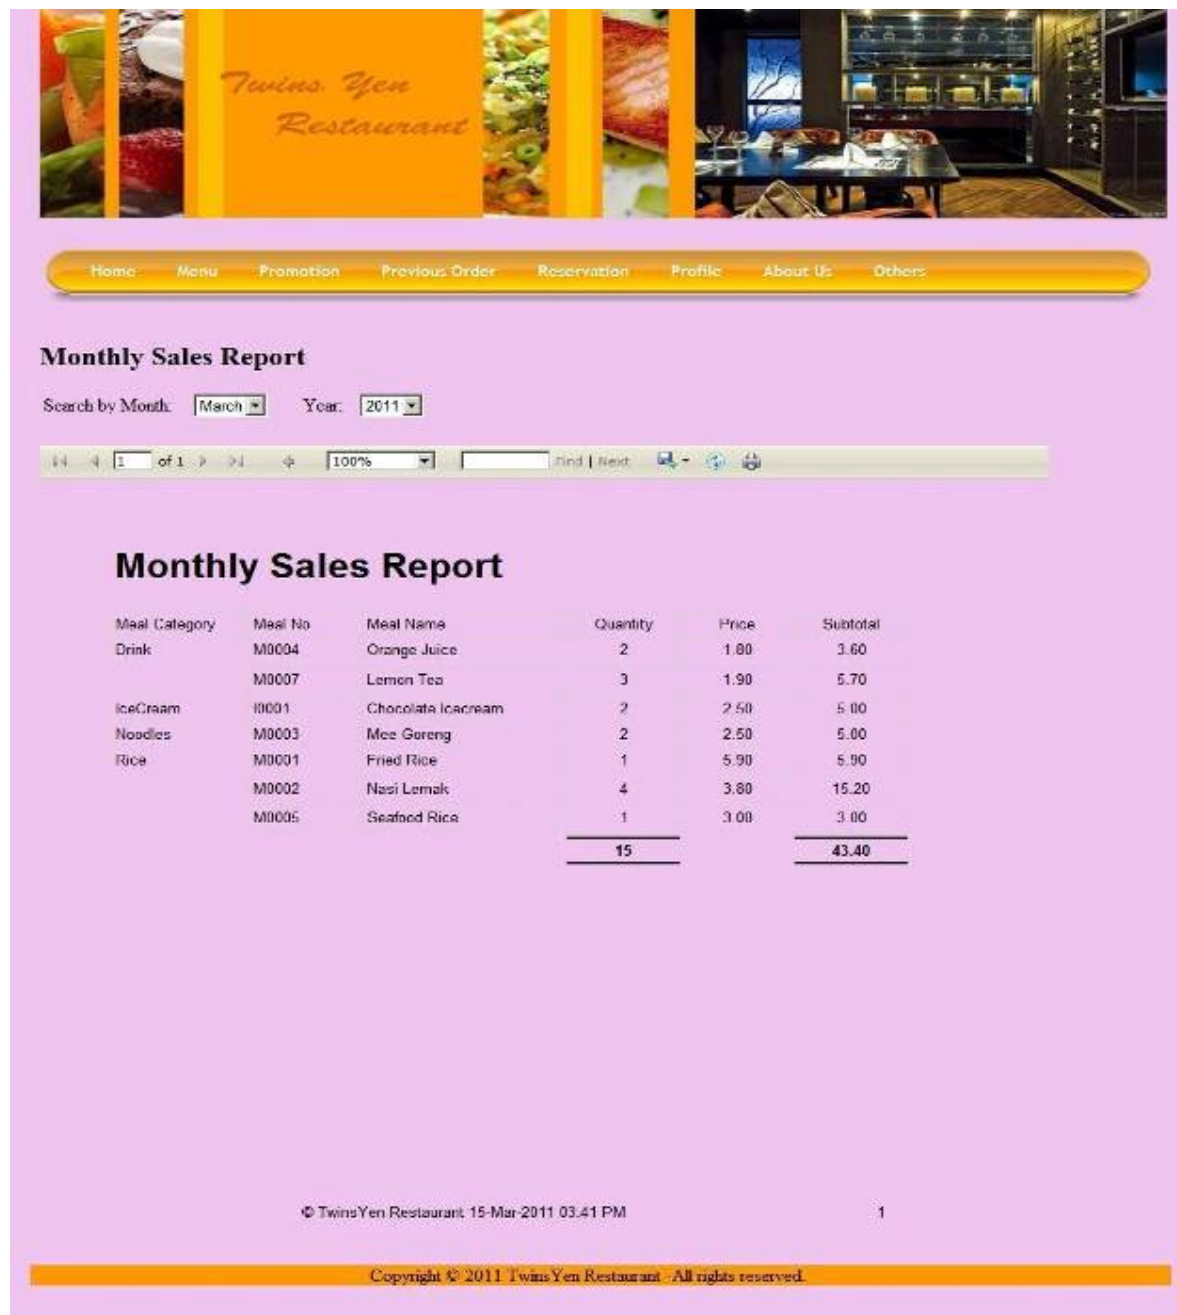 Twins Yen
Restaurant
Home Menu Promotion Previous Order Reservation Profile About Us Others
Monthly Sales Report
Search by Month: March Year: 2011
1 of 1 100% Find | Next
Monthly Sales Report
Meal Category Meal No Meal Name Quantity Price Subtotal
Drink M0004 Orange Juice 2 1.80 3.60
M0007 Lemon Tea 3 1.90 5.70
IceCream I0001 Chocolate Icecream 2 2.50 5.00
Noodles M0003 Mee Goreng 2 2.50 5.00
Rice M0001 Fried Rice 1 5.90 5.90
M0002 Nasi Lemak 4 3.80 15.20
M0005 Seafood Rice 1 3.00 3.00
15 43.40
© TwinsYen Restaurant 15-Mar-2011 03:41 PM 1
Copyright © 2011 TwinsYen Restaurant -All rights reserved.